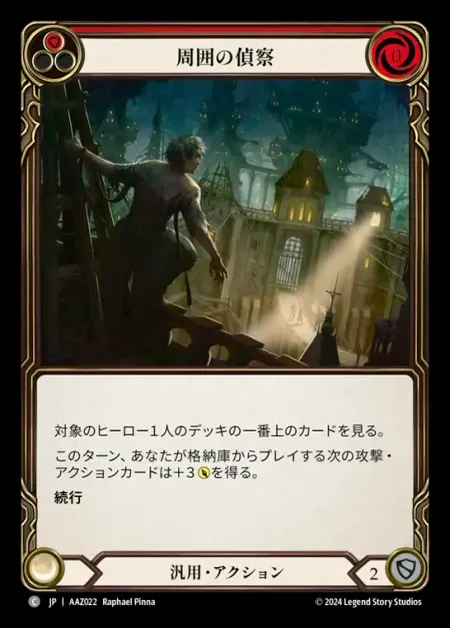 0
周囲の偵察
対象のヒーロー１人のデッキの一番上のカードを見る。
このターン、あなたが格納庫からプレイする次の攻撃・
アクションカードは＋３を得る。
続行
汎用・アクション
2
C JP | AAZ022 Raphael Pinna
© 2024 Legend Story Studios